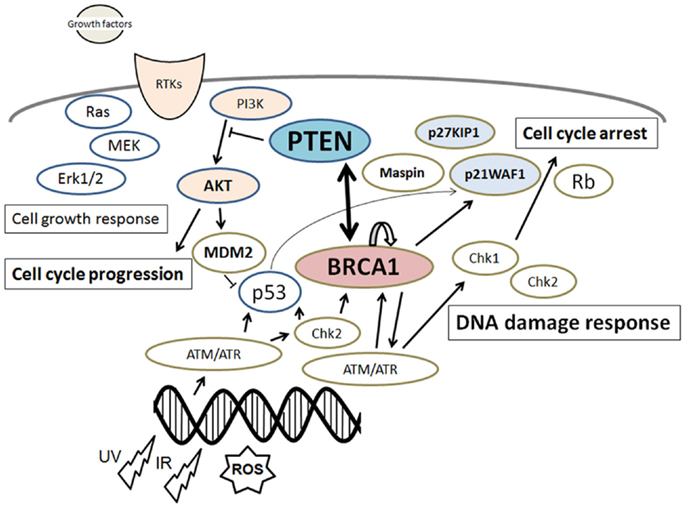 Growth factors
RTKs
Ras
PI3K
MEK
PTEN
p27KIP1
Cell cycle arrest
Erk1/2
AKT
Maspin
p21WAF1
Rb
Cell growth response
MDM2
Cell cycle progression
BRCA1
Chk1
Chk2
p53
Chk2
DNA damage response
ATM/ATR
ATM/ATR
UV
IR
ROS